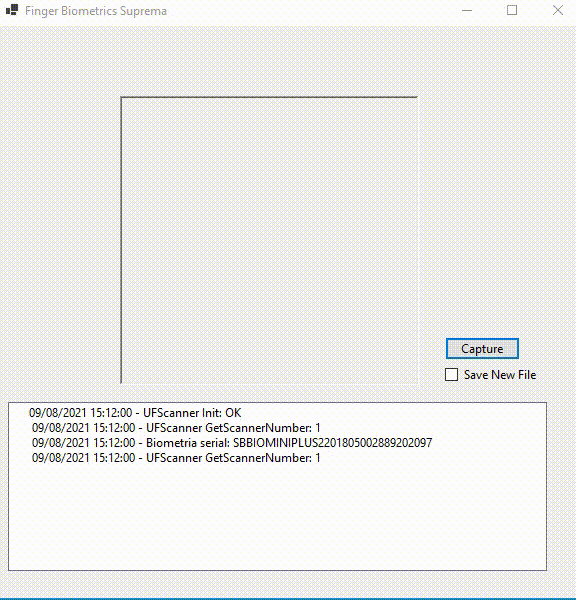 Finger Biometrics Suprema
Capture
Save New File
09/08/2021 15:12:00 - UFScanner Init: OK
09/08/2021 15:12:00 - UFScanner GetScannerNumber: 1
09/08/2021 15:12:00 - Biometria serial: SBBIOMINIPLUS2201805002889202097
09/08/2021 15:12:00 - UFScanner GetScannerNumber: 1